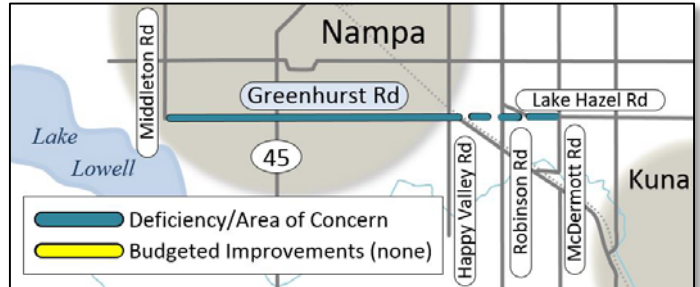 Nampa
Middleton Rd
Greenhurst Rd
Lake Hazel Rd
Lake
Lowell
45
Happy Valley Rd
Robinson Rd
McDermott Rd
Kuna
Deficiency/Area of Concern
Budgeted Improvements (none)